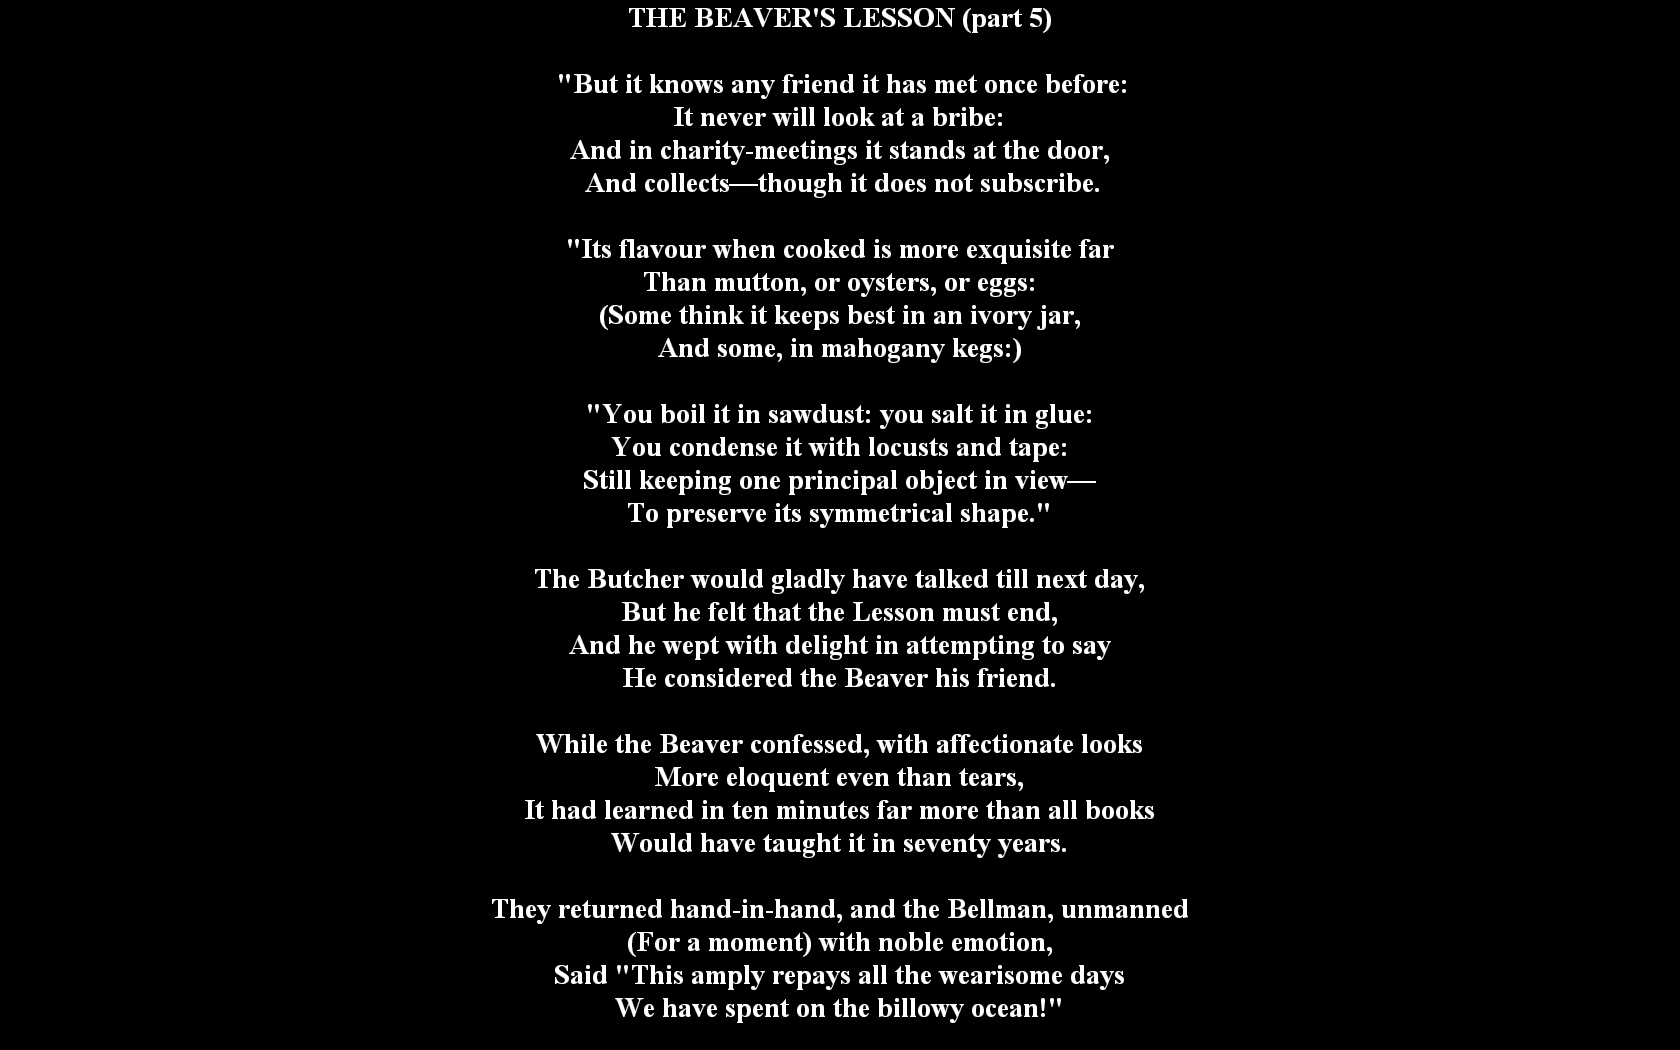 THE BEAVER'S LESSON (part 5)
"But it knows any friend it has met once before:
It never will look at a bribe:
And in charity-meetings it stands at the door,
And collects—though it does not subscribe.
"Its flavour when cooked is more exquisite far
Than mutton, or oysters, or eggs:
(Some think it keeps best in an ivory jar,
And some, in mahogany kegs:)
"You boil it in sawdust: you salt it in glue:
You condense it with locusts and tape:
Still keeping one principal object in view—
To preserve its symmetrical shape."
The Butcher would gladly have talked till next day,
But he felt that the Lesson must end,
And he wept with delight in attempting to say
He considered the Beaver his friend.
While the Beaver confessed, with affectionate looks
More eloquent even than tears,
It had learned in ten minutes far more than all books
Would have taught it in seventy years.
They returned hand-in-hand, and the Bellman, unmanned
(For a moment) with noble emotion,
Said "This amply repays all the wearisome days
We have spent on the billowy ocean!"